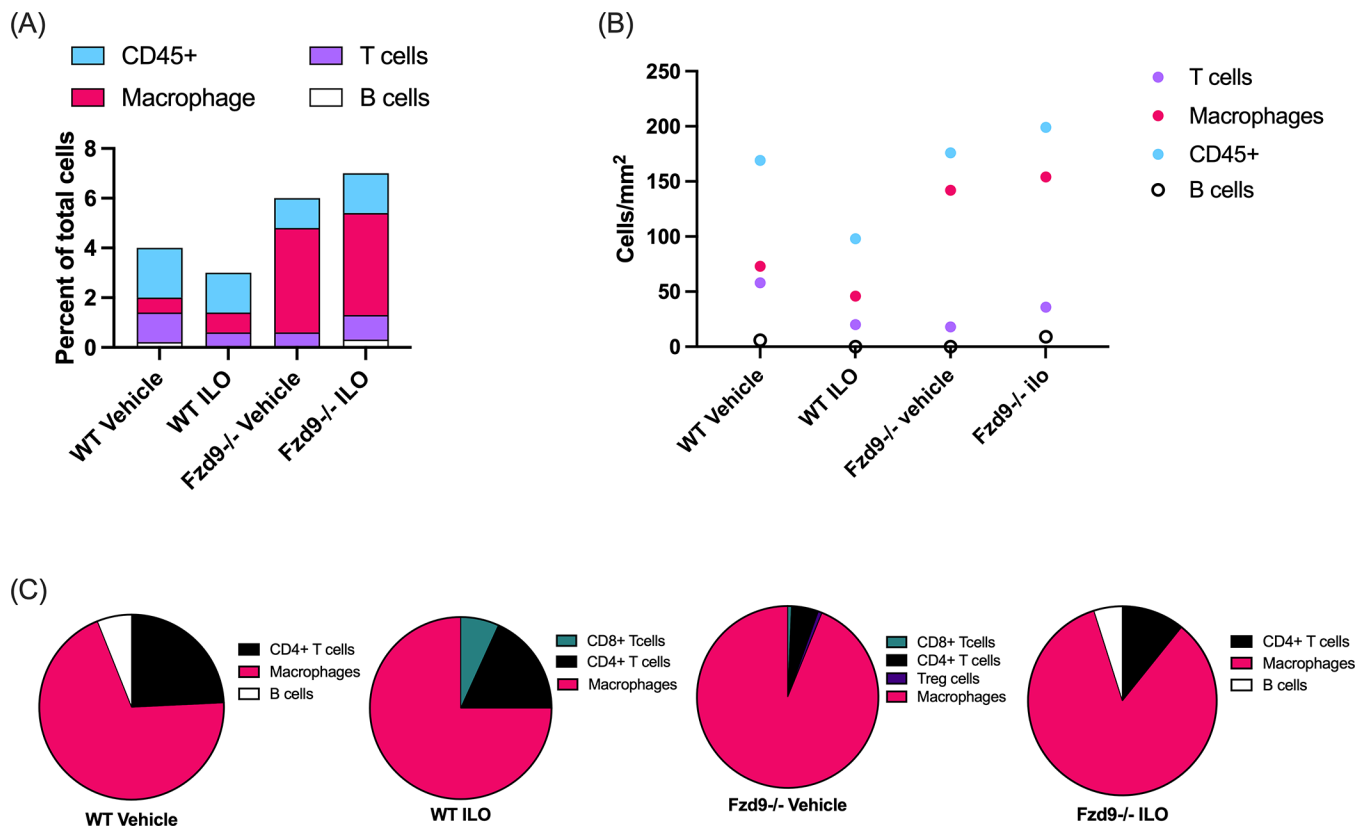 (A)
CD45+
T cells
Macrophage
B cells
Percent of total cells
8
6
4
2
0
WT Vehicle
WT ILO
Fzd9-/- Vehicle
Fzd9-/- ILO
(B)
Cells/mm²
250
200
150
100
50
0
WT Vehicle
WT ILO
Fzd9-/- vehicle
Fzd9-/- ilo
T cells
Macrophages
CD45+
B cells
(C)
CD4+ T cells
Macrophages
B cells
WT Vehicle
CD8+ Tcells
CD4+ T cells
Macrophages
WT ILO
CD8+ Tcells
CD4+ T cells
Treg cells
Macrophages
Fzd9-/- Vehicle
CD4+ T cells
Macrophages
B cells
Fzd9-/- ILO